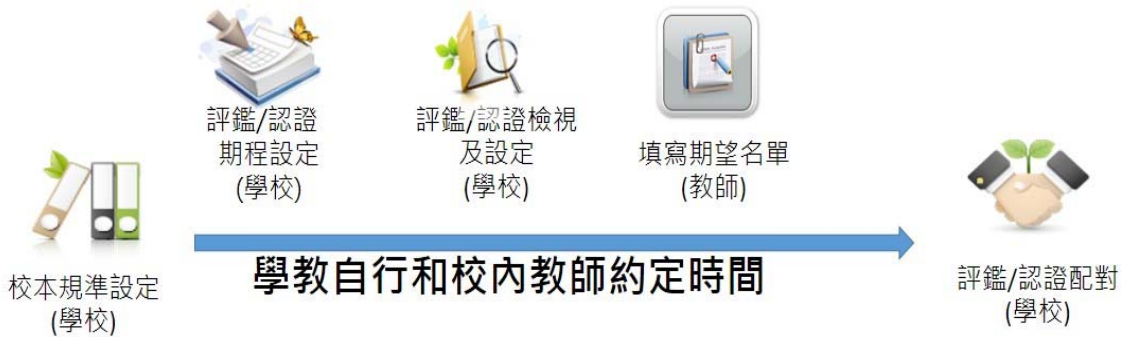 校本規準設定
(學校)
評鑑/認證
期程設定
(學校)
評鑑/認證檢視
及設定
(學校)
填寫期望名單
(教師)
學教自行和校內教師約定時間
評鑑/認證配對
(學校)